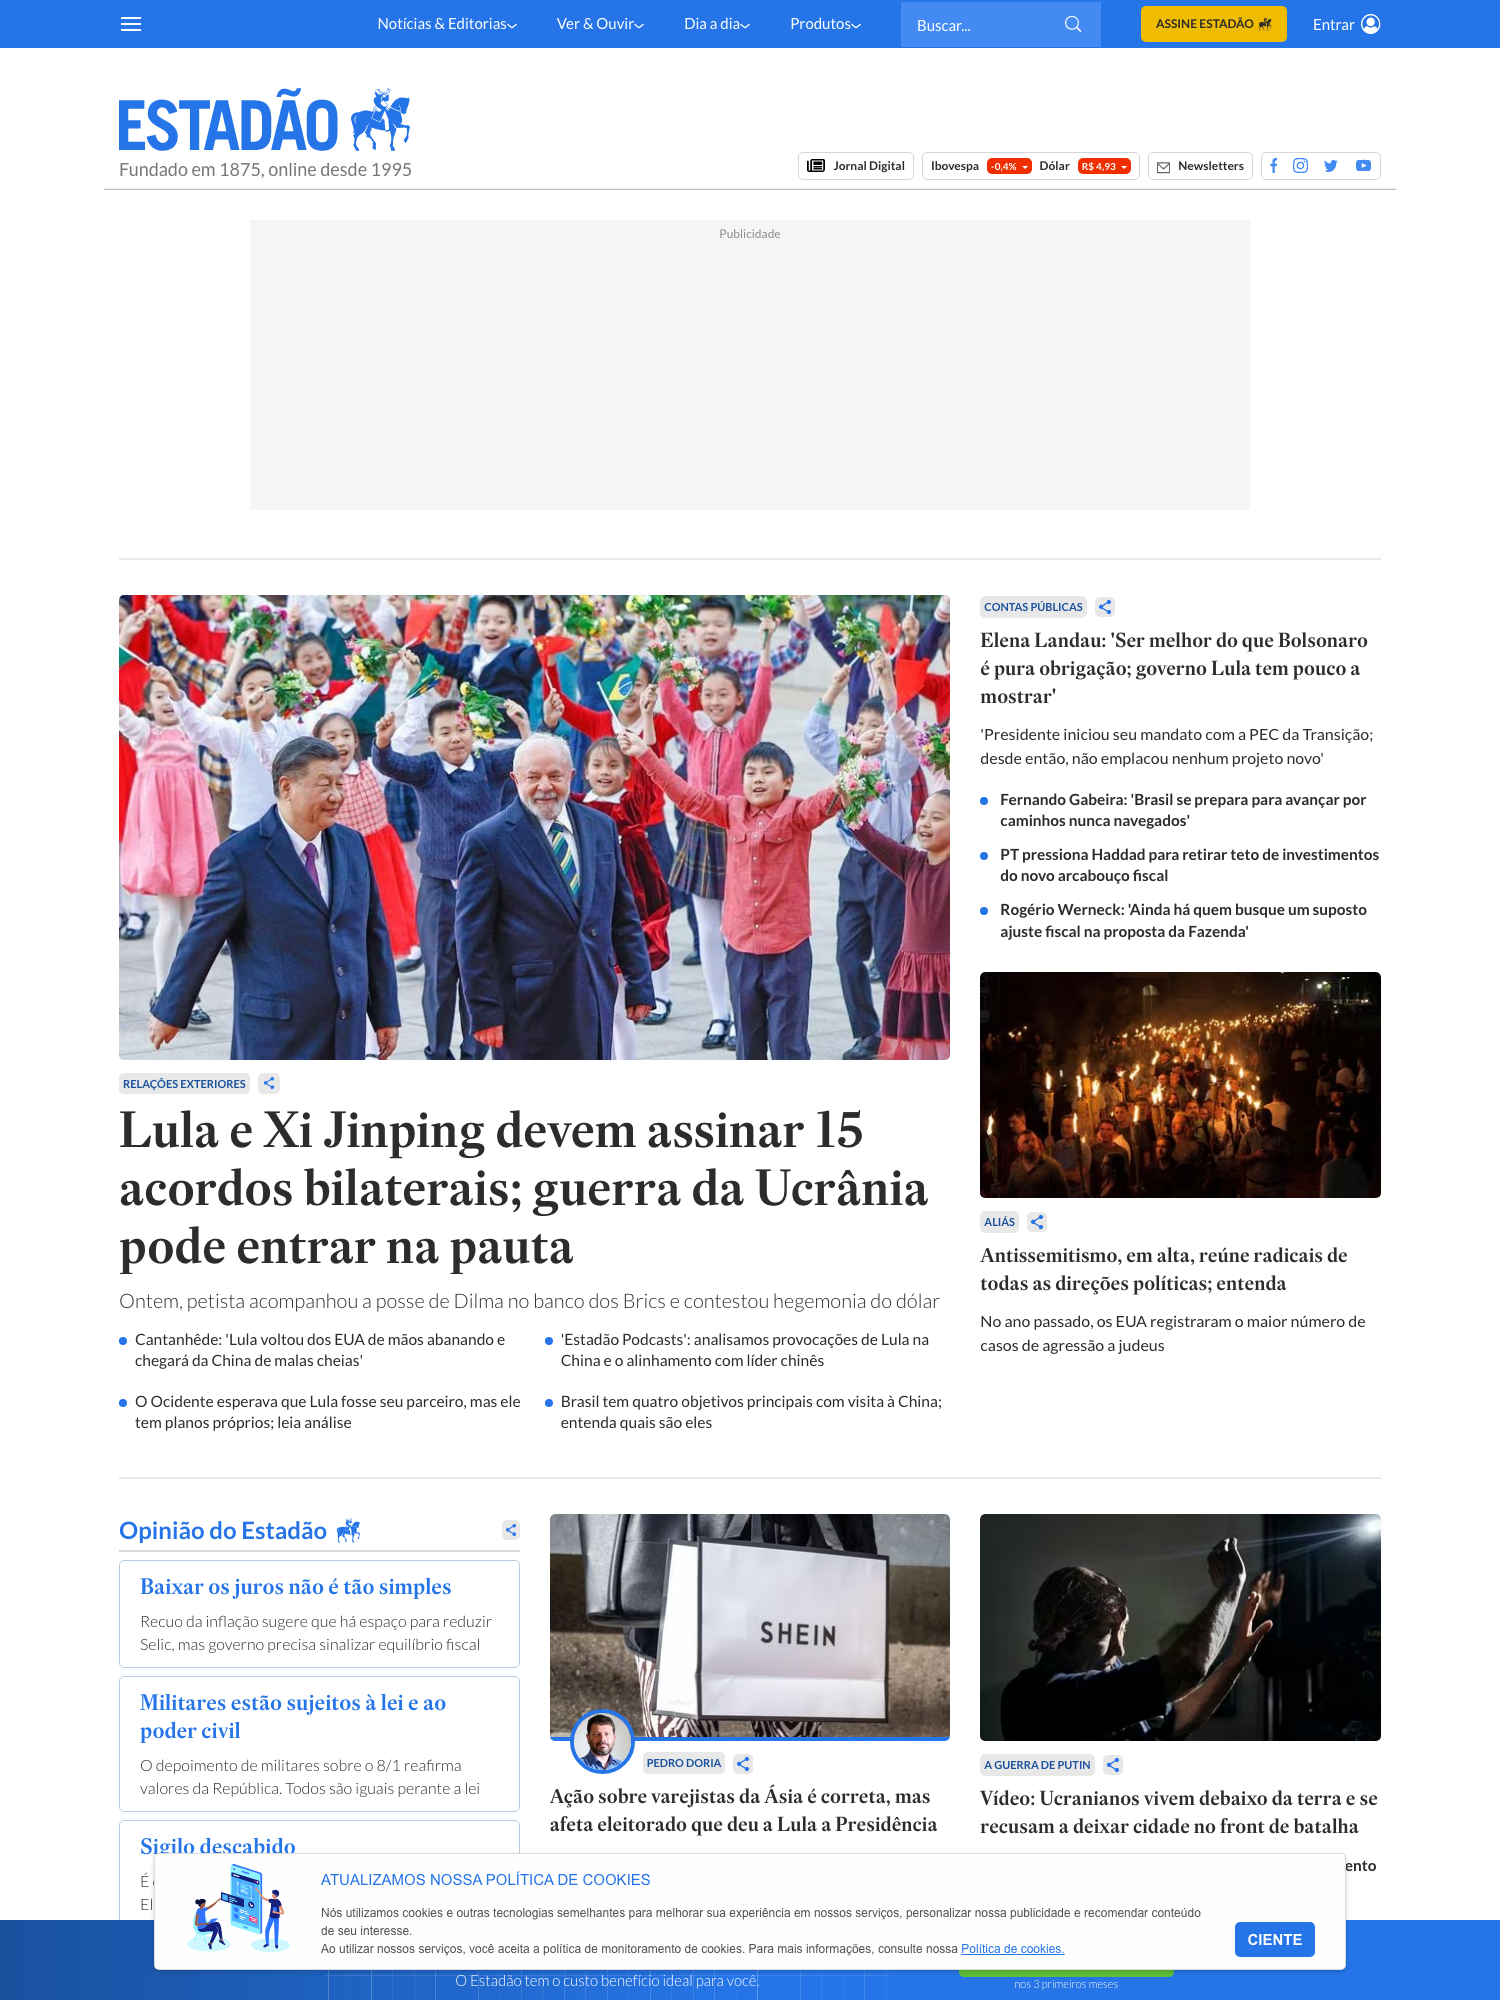 Notícias & Editorias
Ver & Ouvir
Dia a dia
Produtos
Buscar...
ASSINE ESTADÃO
Entrar
ESTADÃO
Fundado em 1875, online desde 1995
Jornal Digital
Ibovespa -0,4% Dólar R$ 4,93
Newsletters
Publicidade
RELAÇÕES EXTERIORES
Lula e Xi Jinping devem assinar 15
acordos bilaterais; guerra da Ucrânia
pode entrar na pauta
Ontem, petista acompanhou a posse de Dilma no banco dos Brics e contestou hegemonia do dólar
Cantanhêde: 'Lula voltou dos EUA de mãos abanando e
chegará da China de malas cheias'
O Ocidente esperava que Lula fosse seu parceiro, mas ele
tem planos próprios; leia análise
'Estadão Podcasts': analisamos provocações de Lula na
China e o alinhamento com líder chinês
Brasil tem quatro objetivos principais com visita à China;
entenda quais são eles
CONTAS PÚBLICAS
Elena Landau: 'Ser melhor do que Bolsonaro
é pura obrigação; governo Lula tem pouco a
mostrar'
'Presidente iniciou seu mandato com a PEC da Transição;
desde então, não emplacou nenhum projeto novo'
Fernando Gabeira: 'Brasil se prepara para avançar por
caminhos nunca navegados'
PT pressiona Haddad para retirar teto de investimentos
do novo arcabouço fiscal
Rogério Werneck: 'Ainda há quem busque um suposto
ajuste fiscal na proposta da Fazenda'
ALIÁS
Antissemitismo, em alta, reúne radicais de
todas as direções políticas; entenda
No ano passado, os EUA registraram o maior número de
casos de agressão a judeus
Opinião do Estadão
Baixar os juros não é tão simples
Recuo da inflação sugere que há espaço para reduzir
Selic, mas governo precisa sinalizar equilíbrio fiscal
Militares estão sujeitos à lei e ao
poder civil
O depoimento de militares sobre o 8/1 reafirma
valores da República. Todos são iguais perante a lei
Sigilo descabido
É
El
SHEIN
PEDRO DORIA
Ação sobre varejistas da Ásia é correta, mas
afeta eleitorado que deu a Lula a Presidência
A GUERRA DE PUTIN
Vídeo: Ucranianos vivem debaixo da terra e se
recusam a deixar cidade no front de batalha
ento
ATUALIZAMOS NOSSA POLÍTICA DE COOKIES
Nós utilizamos cookies e outras tecnologias semelhantes para melhorar sua experiência em nossos serviços, personalizar nossa publicidade e recomendar conteúdo
de seu interesse.
Ao utilizar nossos serviços, você aceita a política de monitoramento de cookies. Para mais informações, consulte nossa Política de cookies.
CIENTE
O Estadão tem o custo benefício ideal para você.
nos 3 primeiros meses